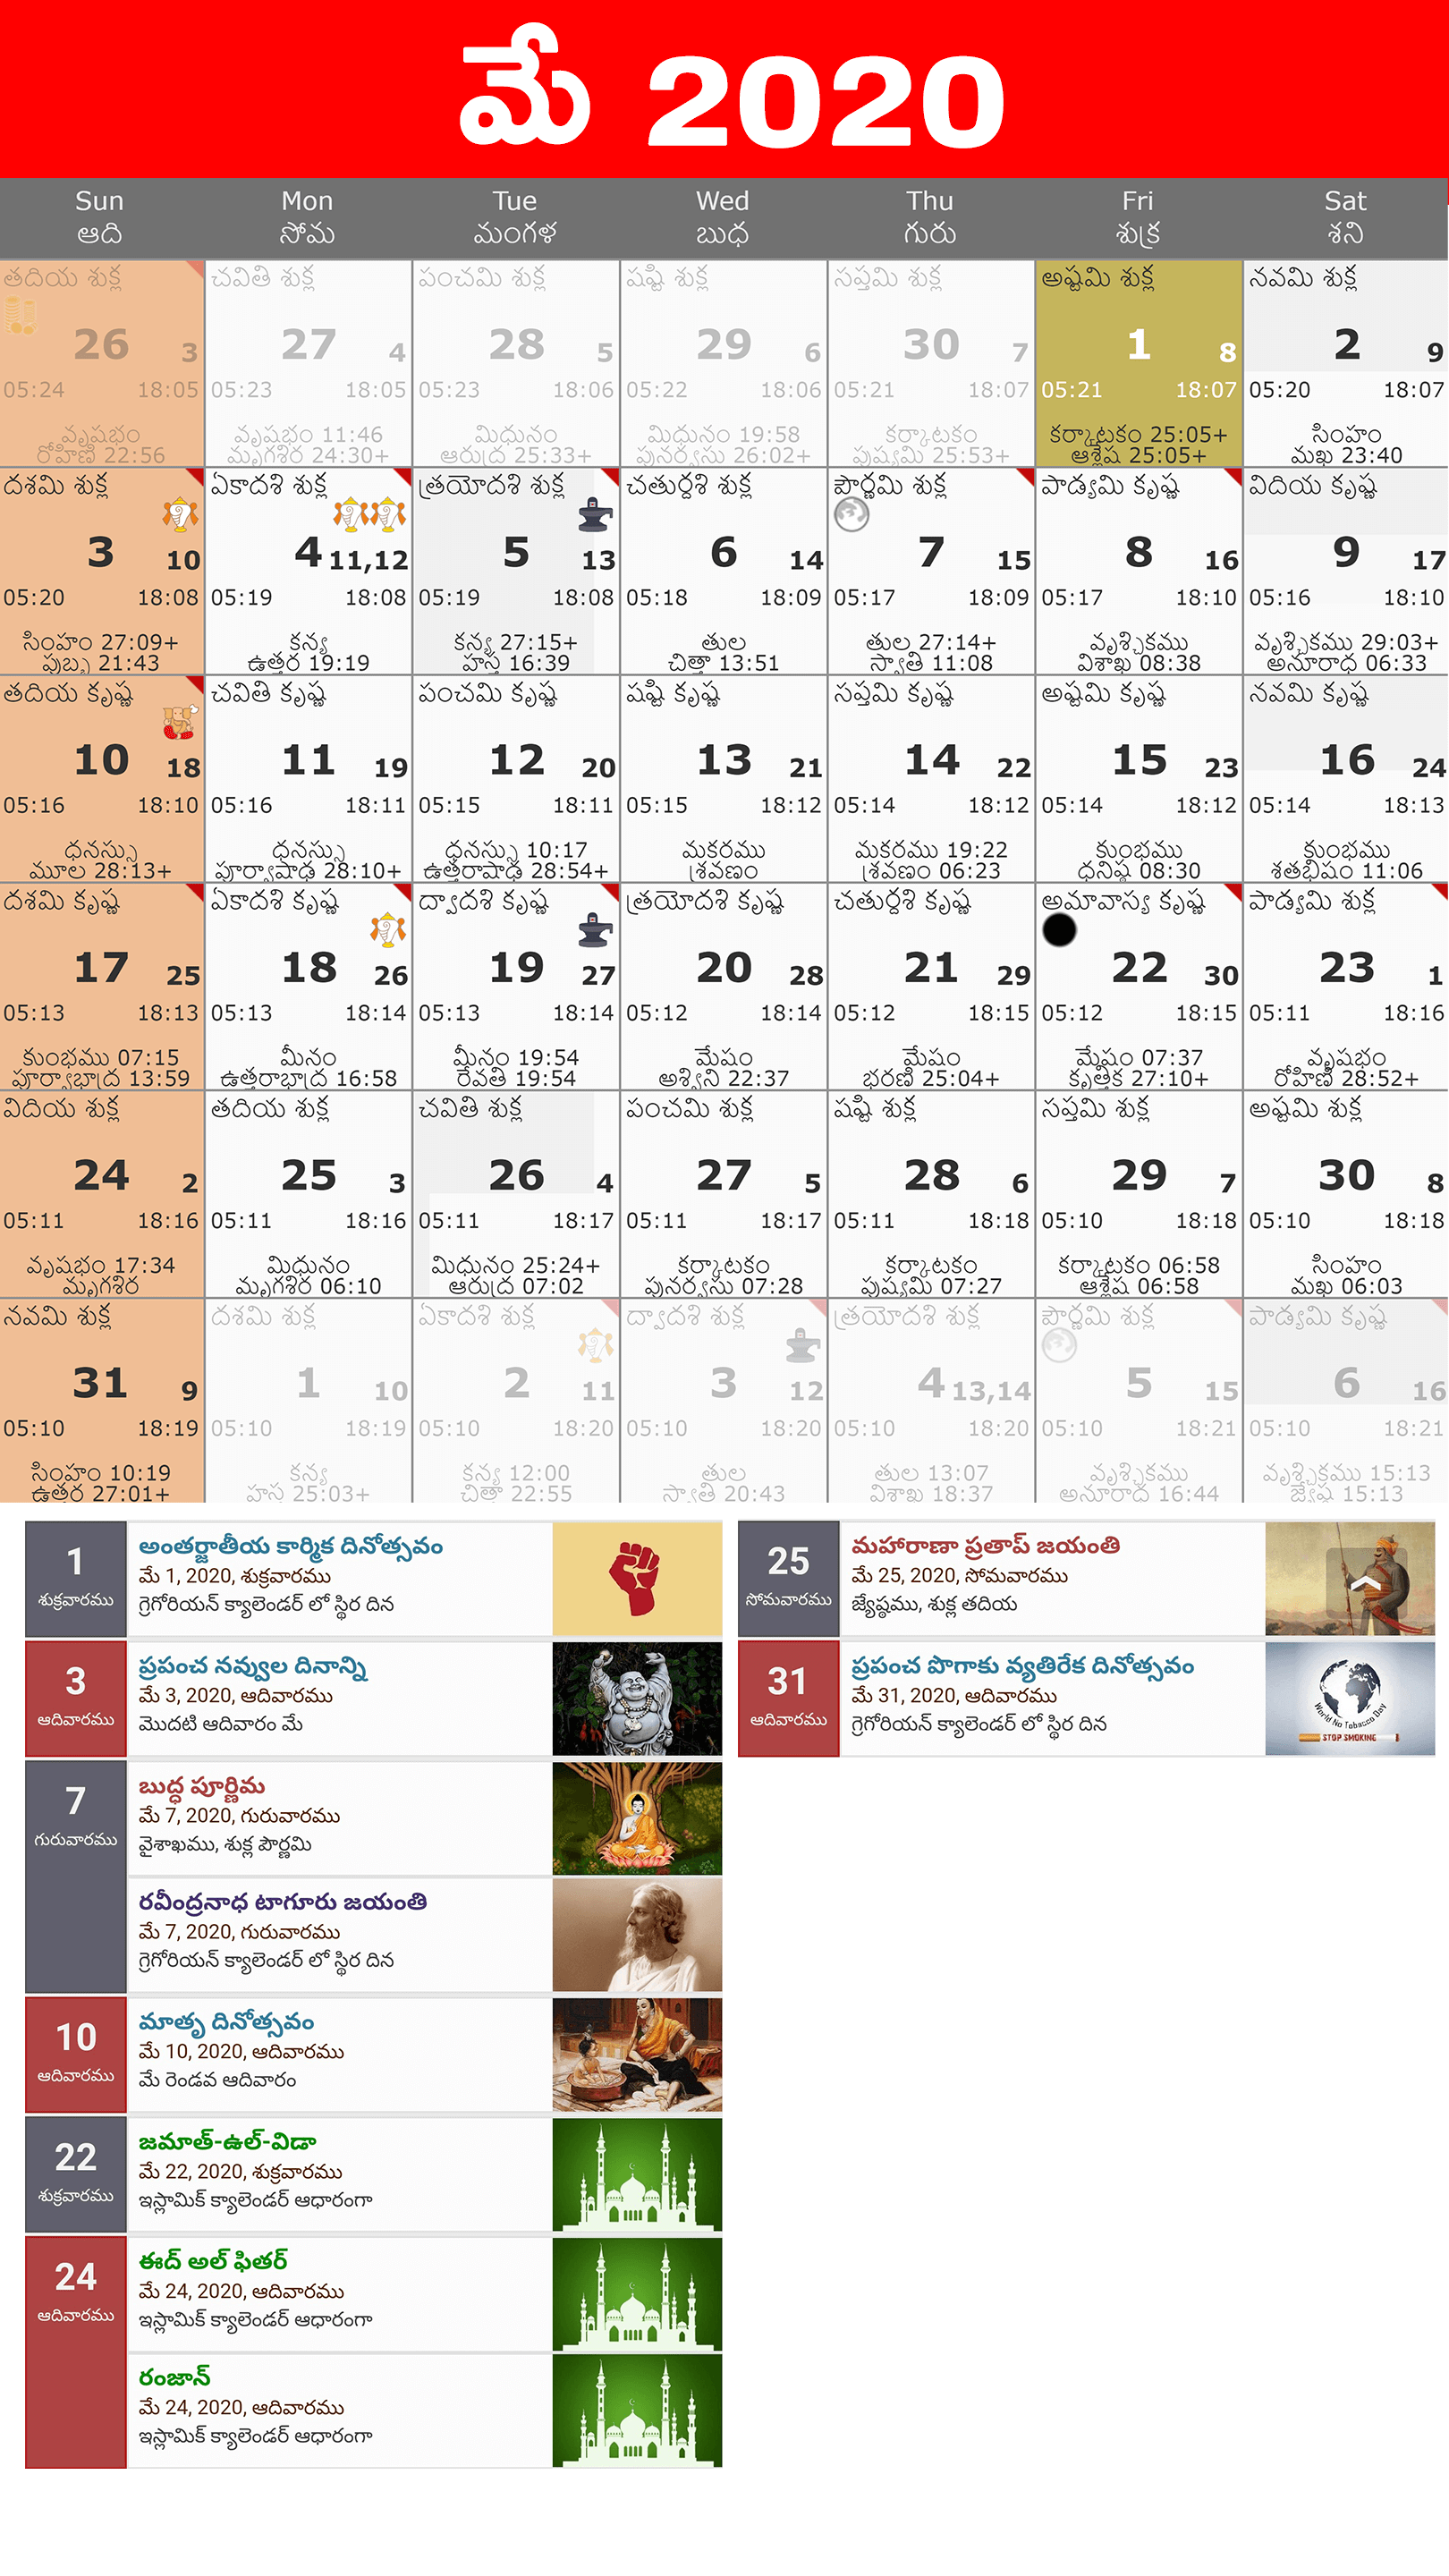 మే 2020
Sun Mon Tue Wed Thu Fri Sat
ఆది సోమ మంగళ బుధ గురు శుక్ర శని
తదియ శుక్ల చవితి శుక్ల పంచమి శుక్ల షష్టి శుక్ల సప్తమి శుక్ల అష్టమి శుక్ల నవమి శుక్ల
26 3 27 4 28 5 29 6 30 7 1 8 2 9
05:24 18:05 05:23 18:05 05:23 18:06 05:22 18:06 05:21 18:07 05:21 18:07 05:20 18:07
వృషభం వృషభం 11:46 మిధునం మిధునం 19:58 కర్కాటకం కర్కాటకం 25:05+ సింహం
రోహిణి 22:56 మృగశిర 24:30+ ఆరుద్ర 25:33+ పునర్వసు 26:02+ పుష్యమి 25:53+ ఆశ్లేష 25:05+ మఖ 23:40
దశమి శుక్ల ఏకాదశి శుక్ల త్రయోదశి శుక్ల చతుర్దశి శుక్ల పౌర్ణమి శుక్ల పాడ్యమి కృష్ణ విదియ కృష్ణ
3 10 4 11,12 5 13 6 14 7 15 8 16 9 17
05:20 18:08 05:19 18:08 05:19 18:08 05:18 18:09 05:17 18:09 05:17 18:10 05:16 18:10
సింహం 27:09+ కన్య కన్య 27:15+ తుల తుల 27:14+ వృశ్చికము వృశ్చికము 29:03+
పుబ్బ 21:43 ఉత్తర 19:19 హస్త 16:39 చిత్తా 13:51 స్వాతి 11:08 విశాఖ 08:38 అనూరాధ 06:33
తదియ కృష్ణ చవితి కృష్ణ పంచమి కృష్ణ షష్టి కృష్ణ సప్తమి కృష్ణ అష్టమి కృష్ణ నవమి కృష్ణ
10 18 11 19 12 20 13 21 14 22 15 23 16 24
05:16 18:10 05:16 18:11 05:15 18:11 05:15 18:12 05:14 18:12 05:14 18:12 05:14 18:13
ధనస్సు ధనస్సు ధనస్సు 10:17 మకరము మకరము 19:22 కుంభము కుంభము
మూల 28:13+ పూర్వాషాఢ 28:10+ ఉత్తరాషాఢ 28:54+ శ్రవణం శ్రవణం 06:23 ధనిష్ఠ 08:30 శతభిషం 11:06
దశమి కృష్ణ ఏకాదశి కృష్ణ ద్వాదశి కృష్ణ త్రయోదశి కృష్ణ చతుర్దశి కృష్ణ అమావాస్య కృష్ణ పాడ్యమి శుక్ల
17 25 18 26 19 27 20 28 21 29 22 30 23 1
05:13 18:13 05:13 18:14 05:13 18:14 05:12 18:14 05:12 18:15 05:12 18:15 05:11 18:16
కుంభము 07:15 మీనం మీనం 19:54 మేషం మేషం మేషం 07:37 వృషభం
పూర్వాభాద్ర 13:59 ఉత్తరాభాద్ర 16:58 రేవతి 19:54 అశ్విని 22:37 భరణి 25:04+ కృత్తిక 27:10+ రోహిణి 28:52+
విదియ శుక్ల తదియ శుక్ల చవితి శుక్ల పంచమి శుక్ల షష్టి శుక్ల సప్తమి శుక్ల అష్టమి శుక్ల
24 2 25 3 26 4 27 5 28 6 29 7 30 8
05:11 18:16 05:11 18:16 05:11 18:17 05:11 18:17 05:11 18:18 05:10 18:18 05:10 18:18
వృషభం 17:34 మిధునం మిధునం 25:24+ కర్కాటకం కర్కాటకం కర్కాటకం 06:58 సింహం
మృగశిర మృగశిర 06:10 ఆరుద్ర 07:02 పునర్వసు 07:28 పుష్యమి 07:27 ఆశ్లేష 06:58 మఖ 06:03
నవమి శుక్ల దశమి శుక్ల ఏకాదశి శుక్ల ద్వాదశి శుక్ల త్రయోదశి శుక్ల పౌర్ణమి శుక్ల పాడ్యమి కృష్ణ
31 9 1 10 2 11 3 12 4 13,14 5 15 6 16
05:10 18:19 05:10 18:19 05:10 18:20 05:10 18:20 05:10 18:20 05:10 18:21 05:10 18:21
సింహం 10:19 కన్య కన్య 12:00 తుల తుల 13:07 వృశ్చికము వృశ్చికము 15:13
ఉత్తర 27:01+ హస్త 25:03+ చిత్తా 22:55 స్వాతి 20:43 విశాఖ 18:37 అనూరాధ 16:44 జ్యేష్ఠ 15:13
1
శుక్రవారము
అంతర్జాతీయ కార్మిక దినోత్సవం
మే 1, 2020, శుక్రవారము
గ్రెగోరియన్ క్యాలెండర్ లో స్థిర దిన
3
ఆదివారము
ప్రపంచ నవ్వుల దినాన్ని
మే 3, 2020, ఆదివారము
మొదటి ఆదివారం మే
7
గురువారము
బుద్ధ పూర్ణిమ
మే 7, 2020, గురువారము
వైశాఖము, శుక్ల పౌర్ణమి
రవీంద్రనాధ టాగూరు జయంతి
మే 7, 2020, గురువారము
గ్రెగోరియన్ క్యాలెండర్ లో స్థిర దిన
10
ఆదివారము
మాతృ దినోత్సవం
మే 10, 2020, ఆదివారము
మే రెండవ ఆదివారం
22
శుక్రవారము
జమాత్-ఉల్-విడా
మే 22, 2020, శుక్రవారము
ఇస్లామిక్ క్యాలెండర్ ఆధారంగా
24
ఆదివారము
ఈద్ అల్ ఫితర్
మే 24, 2020, ఆదివారము
ఇస్లామిక్ క్యాలెండర్ ఆధారంగా
రంజాన్
మే 24, 2020, ఆదివారము
ఇస్లామిక్ క్యాలెండర్ ఆధారంగా
25
సోమవారము
మహారాణా ప్రతాప్ జయంతి
మే 25, 2020, సోమవారము
జ్యేష్ఠము, శుక్ల తదియ
31
ఆదివారము
ప్రపంచ పొగాకు వ్యతిరేక దినోత్సవం
మే 31, 2020, ఆదివారము
గ్రెగోరియన్ క్యాలెండర్ లో స్థిర దిన
World No Tobacco Day
STOP SMOKING